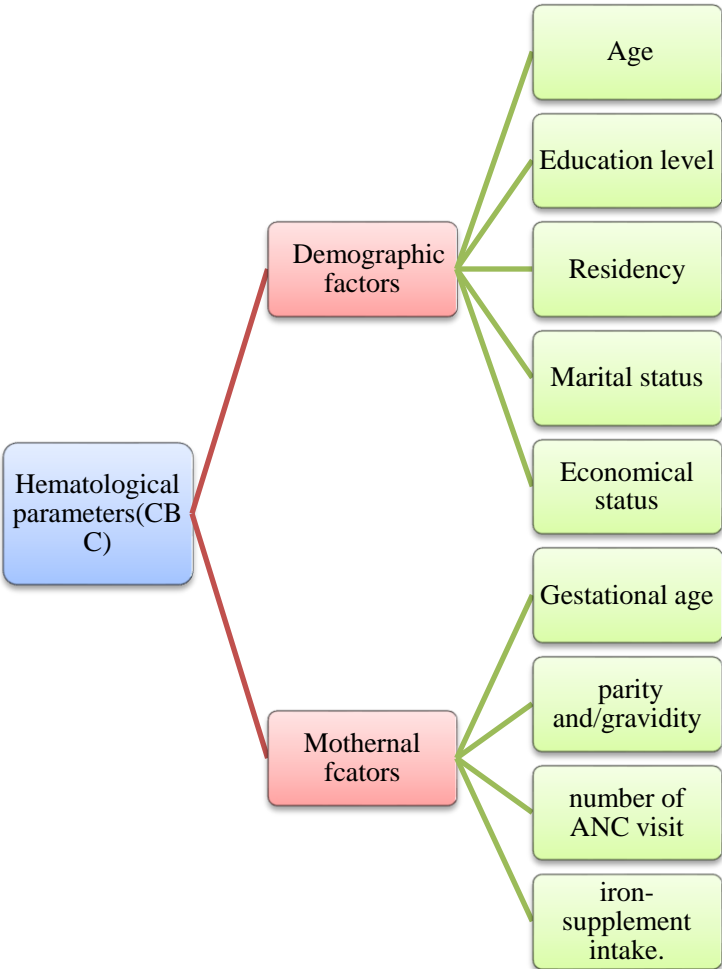 Hematological
parameters(CB
C)
Demographic
factors
Age
Education level
Residency
Marital status
Economical
status
Mothernal
fcators
Gestational age
parity
and/gravidity
number of
ANC visit
iron-
supplement
intake.